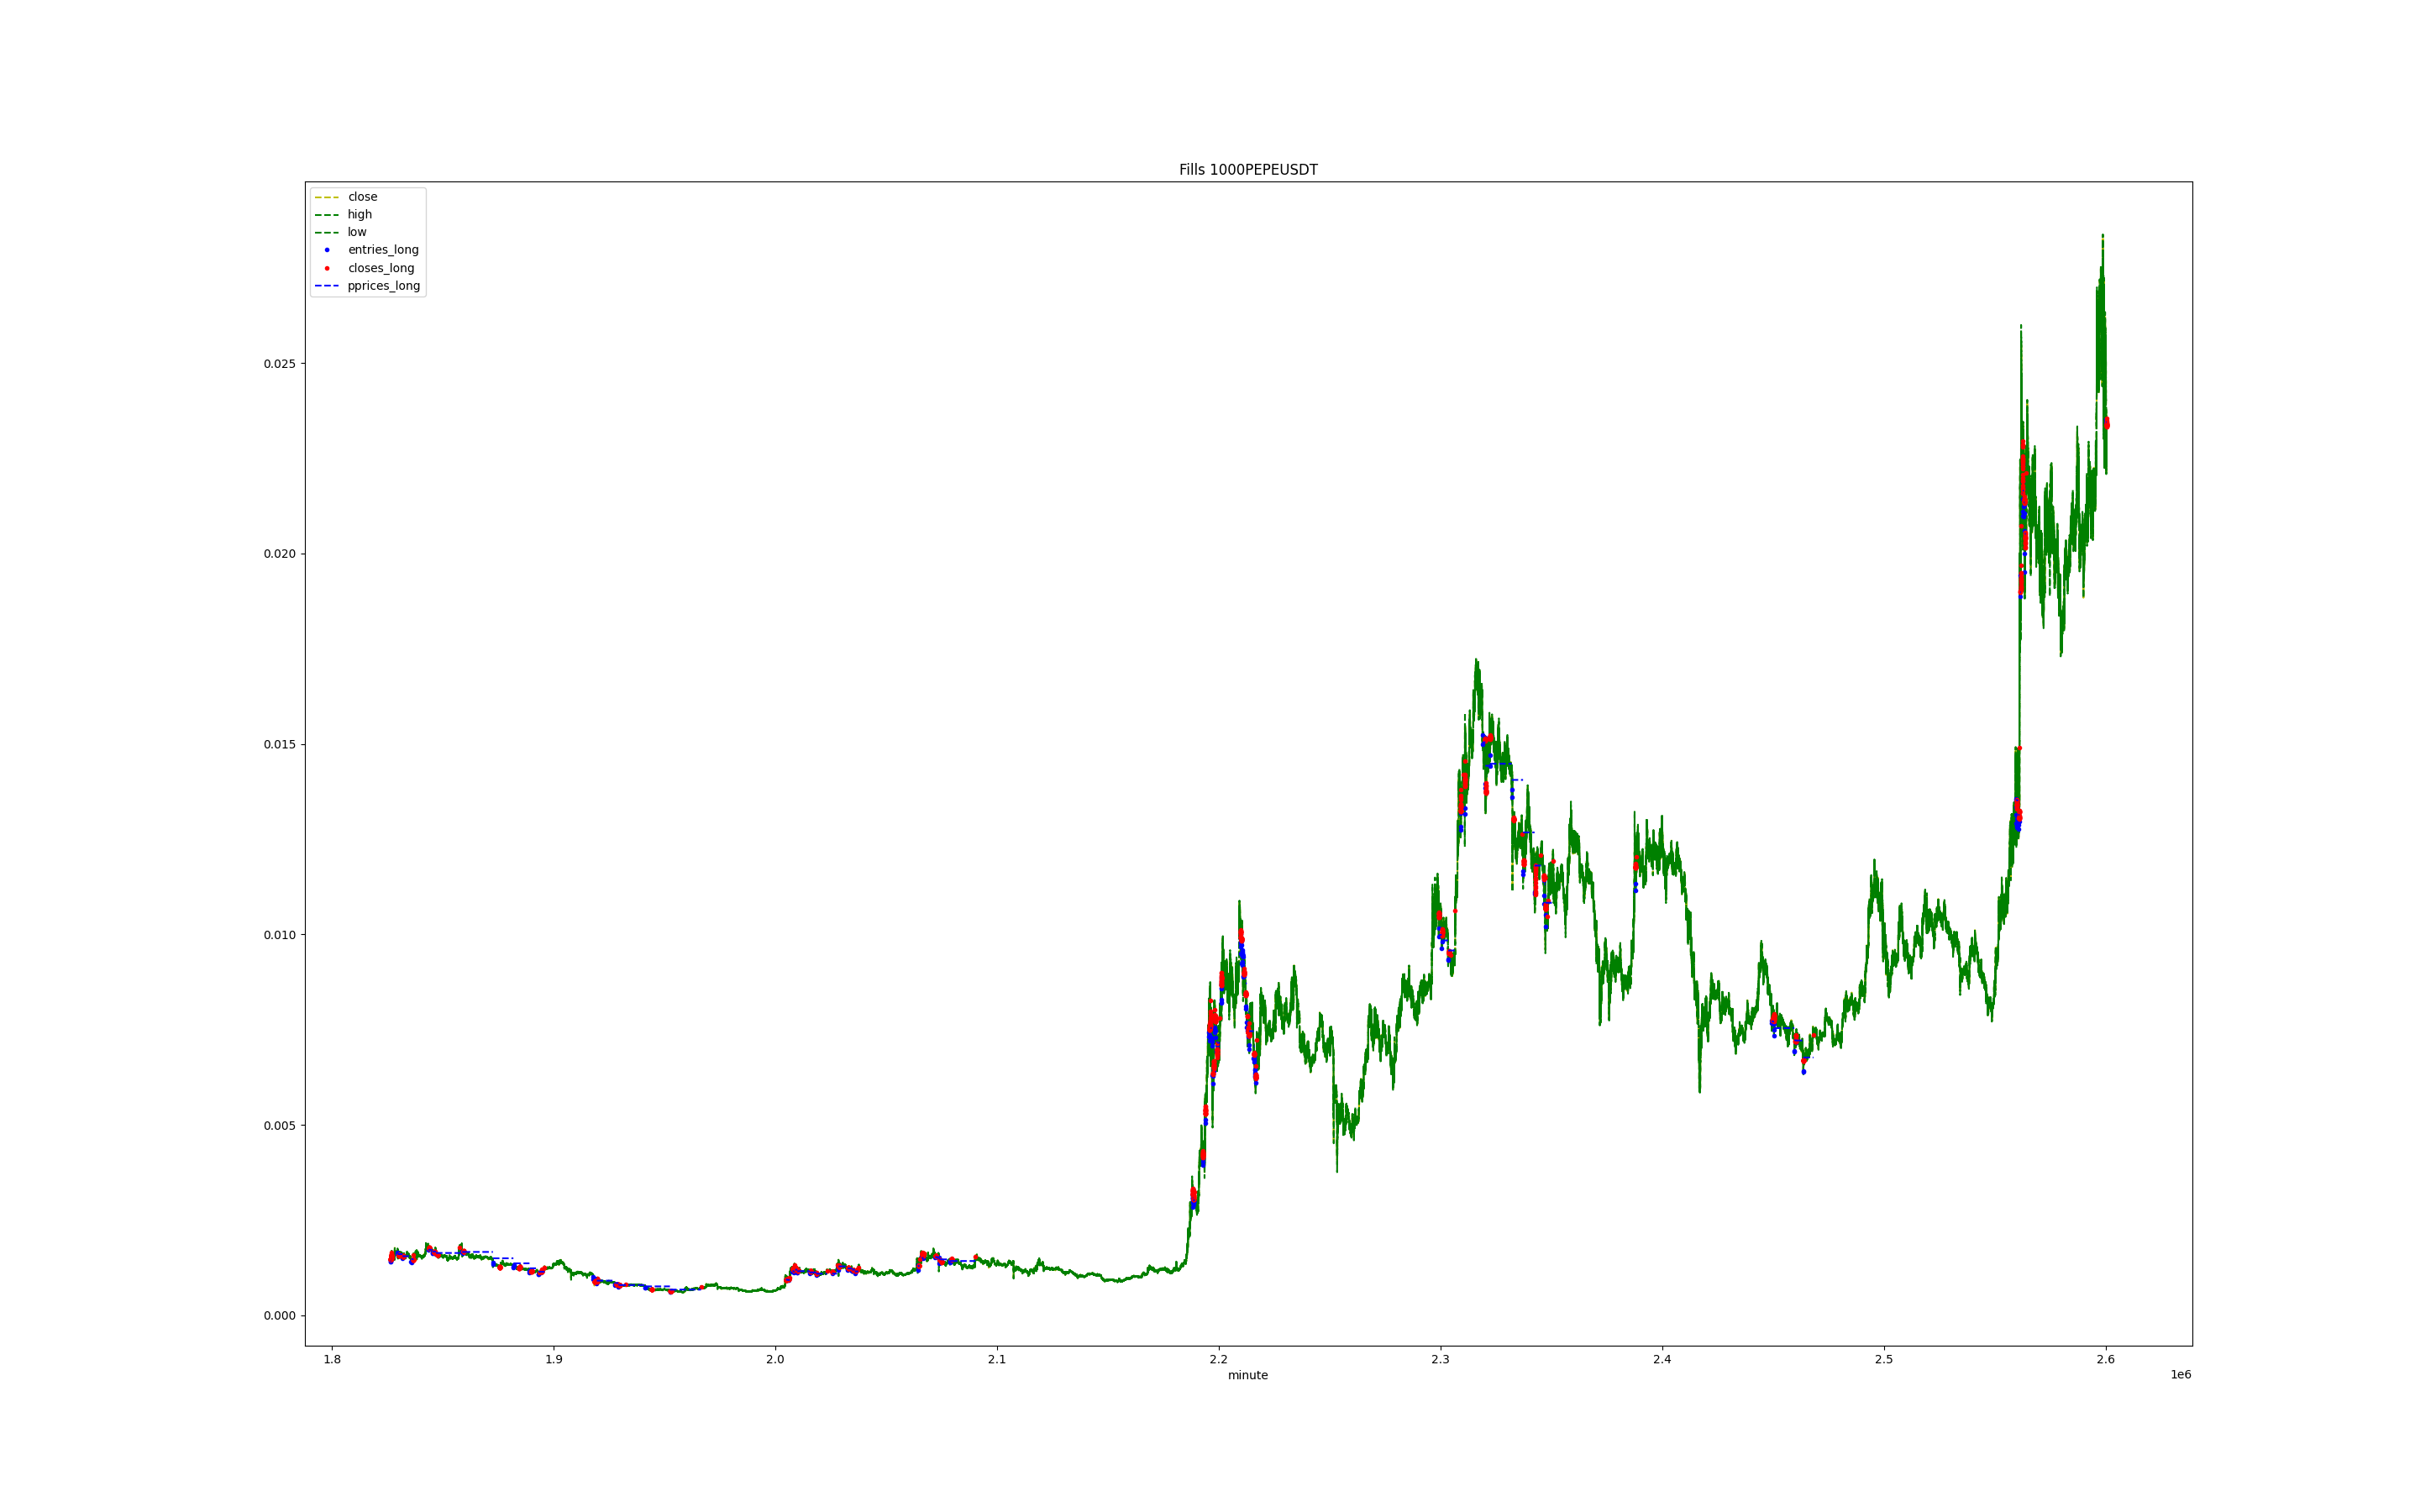 Fills 1000PEPEUSDT
close
high
low
entries_long
closes_long
pprices_long
0.025
0.020
0.015
0.010
0.005
0.000
1.8 1.9 2.0 2.1 2.2 2.3 2.4 2.5 2.6
minute 1e6